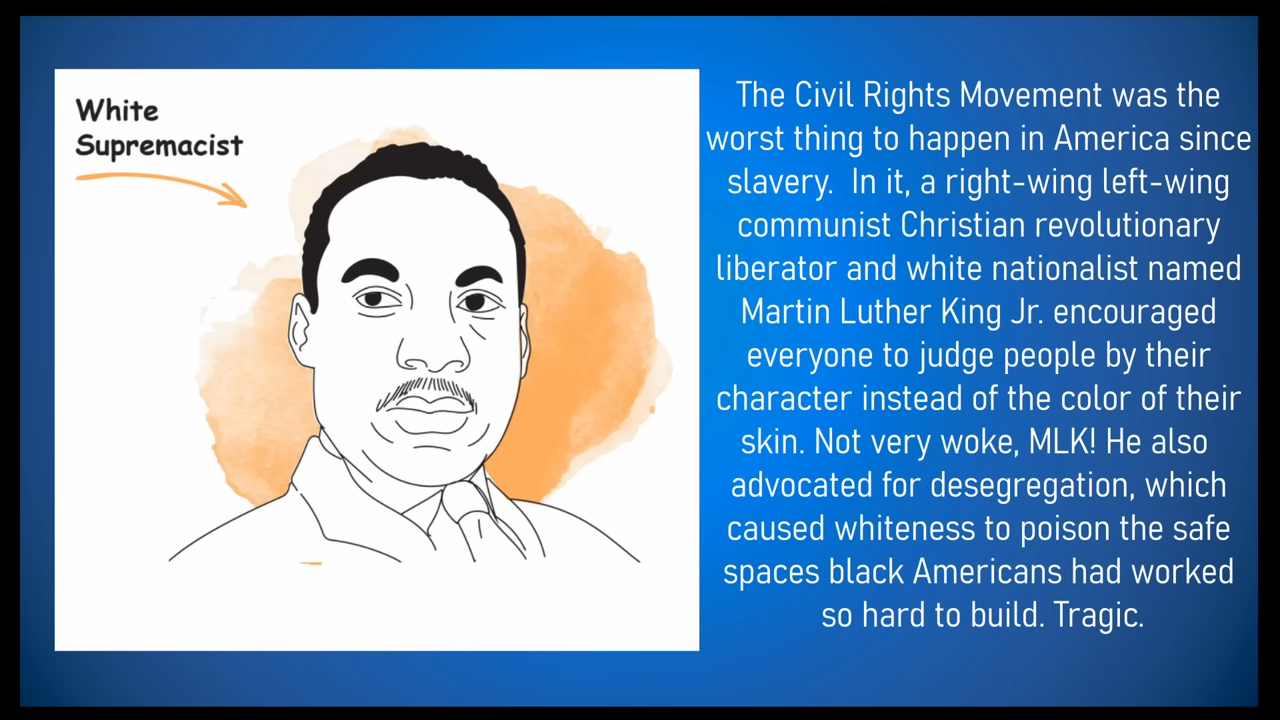 White
Supremacist
The Civil Rights Movement was the
worst thing to happen in America since
slavery.  In it, a right-wing left-wing
communist Christian revolutionary
liberator and white nationalist named
Martin Luther King Jr. encouraged
everyone to judge people by their
character instead of the color of their
skin. Not very woke, MLK! He also
advocated for desegregation, which
caused whiteness to poison the safe
spaces black Americans had worked
so hard to build. Tragic.